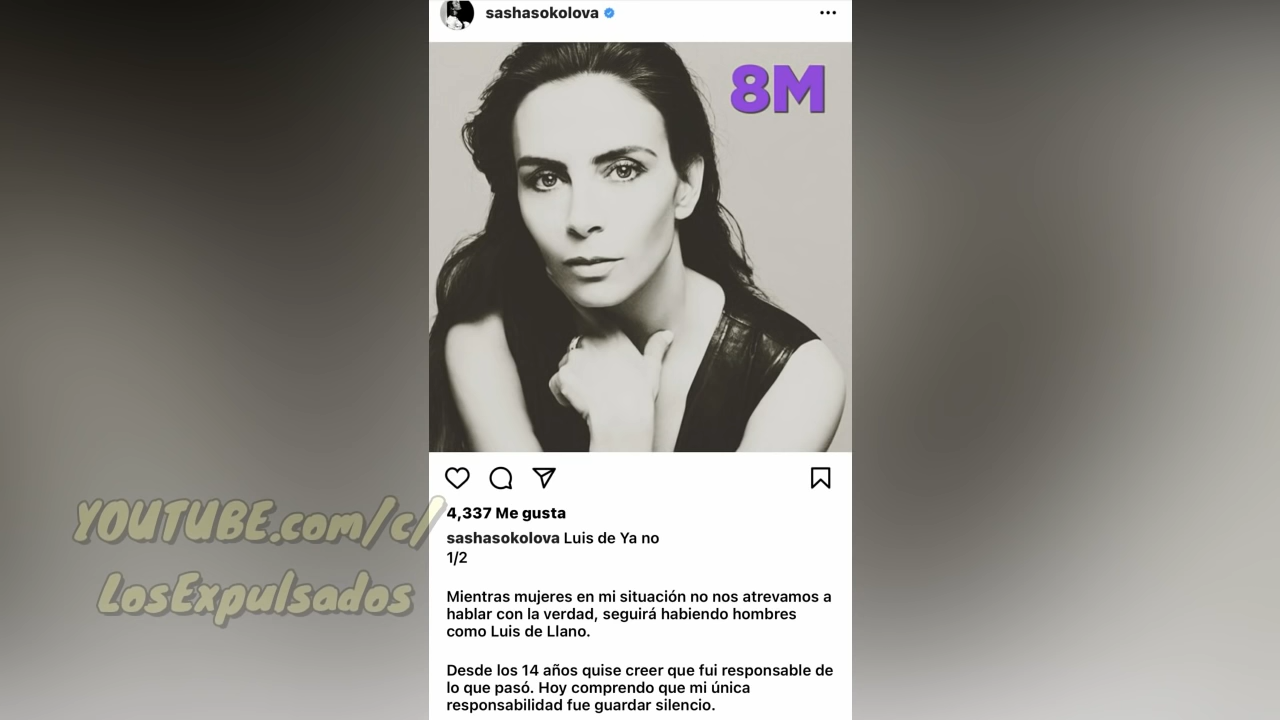 sashasokolova
8M
4,337 Me gusta
sashasokolova Luis de Ya no
1/2
Mientras mujeres en mi situación no nos atrevamos a
hablar con la verdad, seguirá habiendo hombres
como Luis de Llano.
Desde los 14 años quise creer que fui responsable de
lo que pasó. Hoy comprendo que mi única
responsabilidad fue guardar silencio.
YOUTUBE.com/c/
LosExpulsados